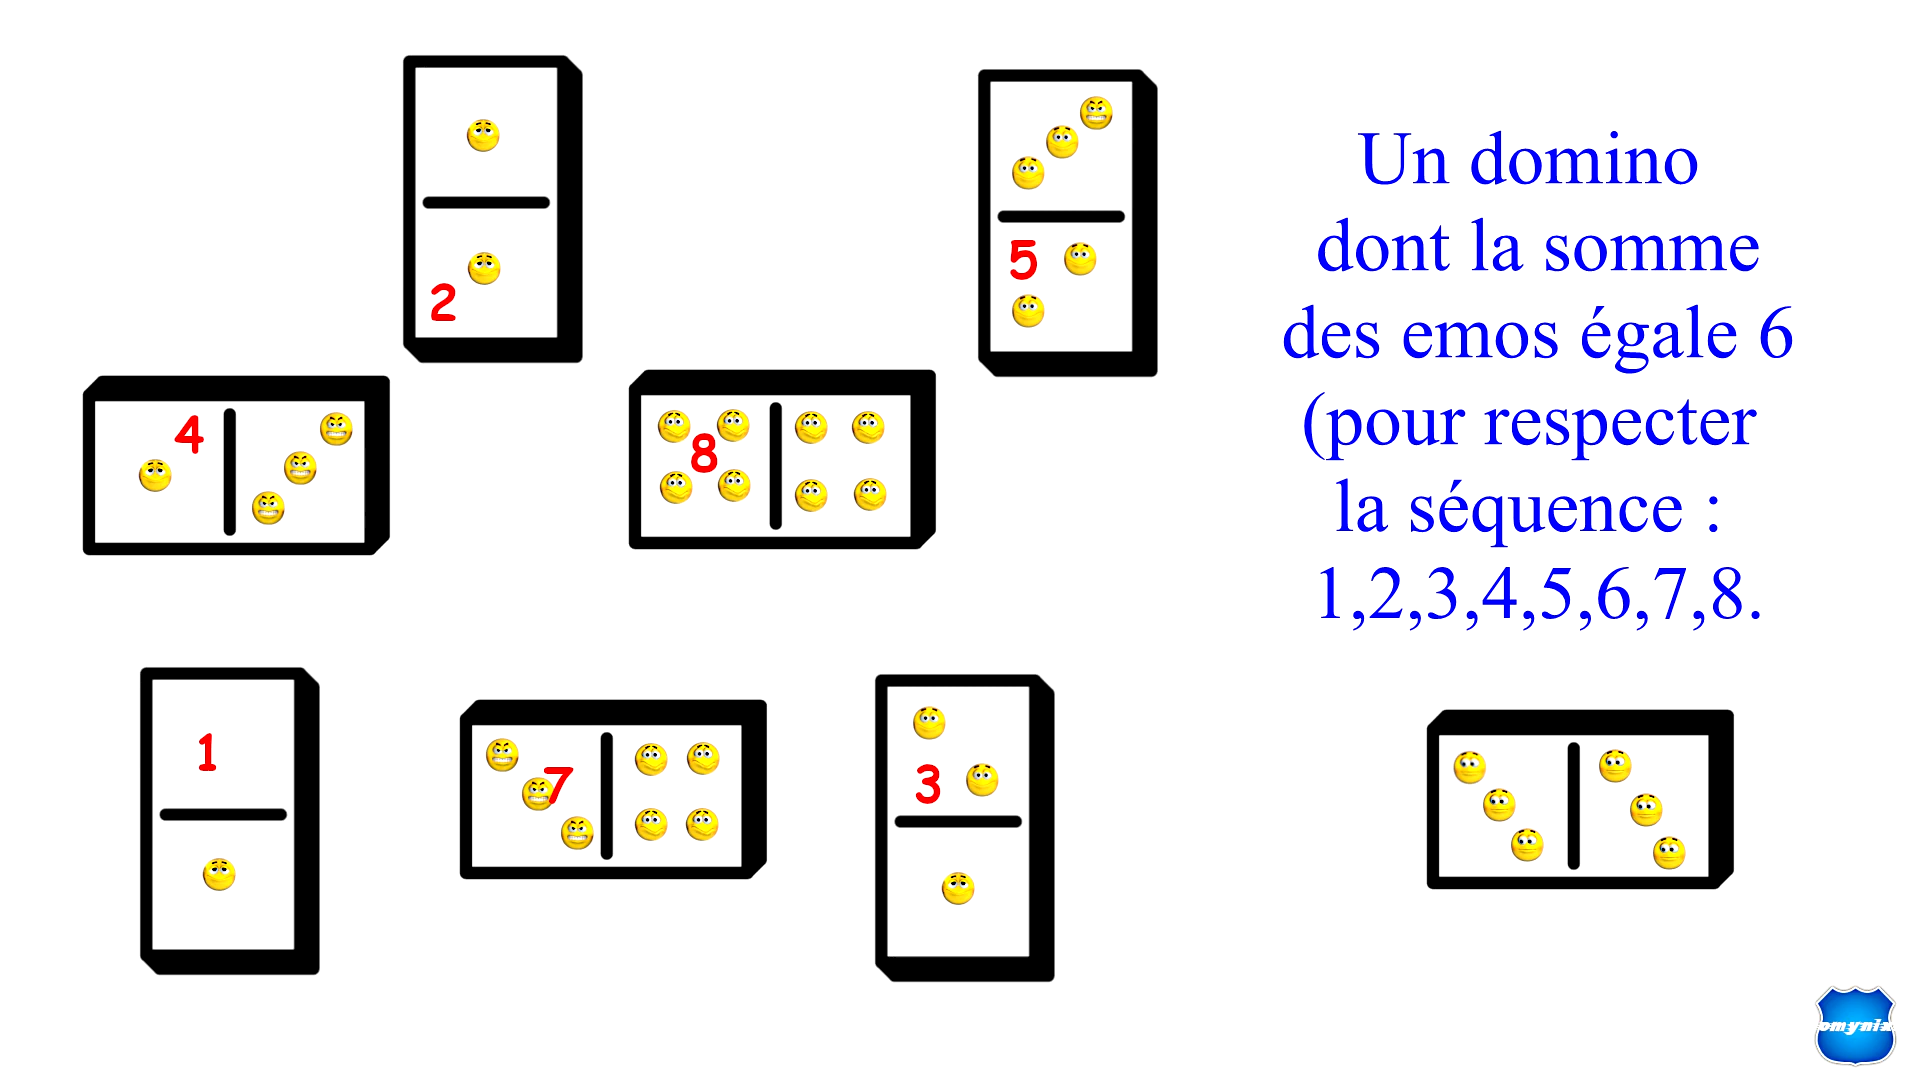 2
5
4
8
1
7
3
Un domino
dont la somme
des emos égale 6
(pour respecter
la séquence :
1,2,3,4,5,6,7,8.
omynix